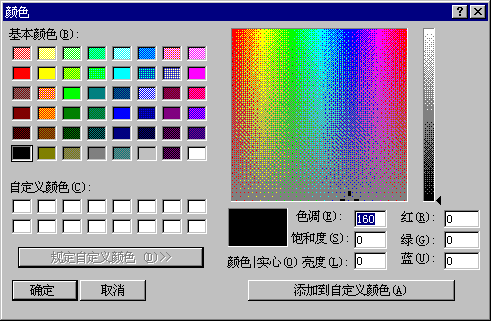 颜色
基本颜色(B):
自定义颜色(C):
规定自定义颜色 (D)>>
确定 取消
色调(E): 160 红(R): 0
饱和度(S): 0 绿(G): 0
颜色|实心(O) 亮度(L): 0 蓝(U): 0
添加到自定义颜色(A)